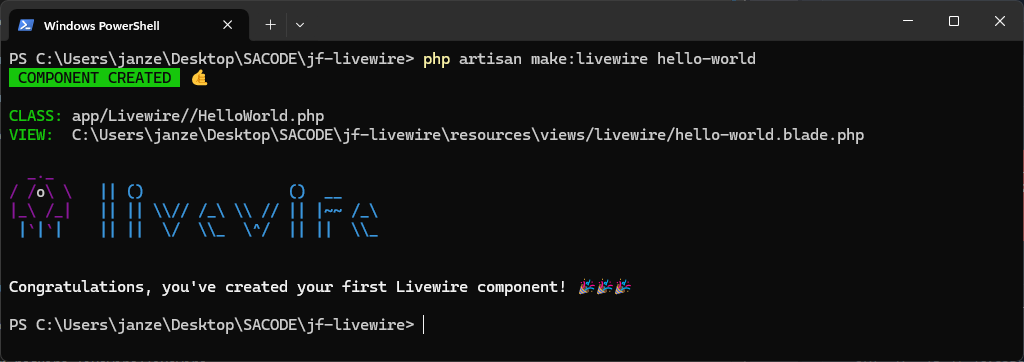 Windows PowerShell
PS C:\Users\janze\Desktop\SACODE\jf-livewire> php artisan make:livewire hello-world
COMPONENT CREATED 🤙
CLASS: app/Livewire//HelloWorld.php
VIEW:  C:\Users\janze\Desktop\SACODE\jf-livewire\resources\views/livewire/hello-world.blade.php
  _._
/ /o\ \   || ()                ()  __
|_\ /_|   || || \\// /_\ \\ // || |~~ /_\
 |`|`|    || ||  \/  \\_  \^/  || ||  \\_
Congratulations, you've created your first Livewire component! 🎉🎉🎉
PS C:\Users\janze\Desktop\SACODE\jf-livewire>